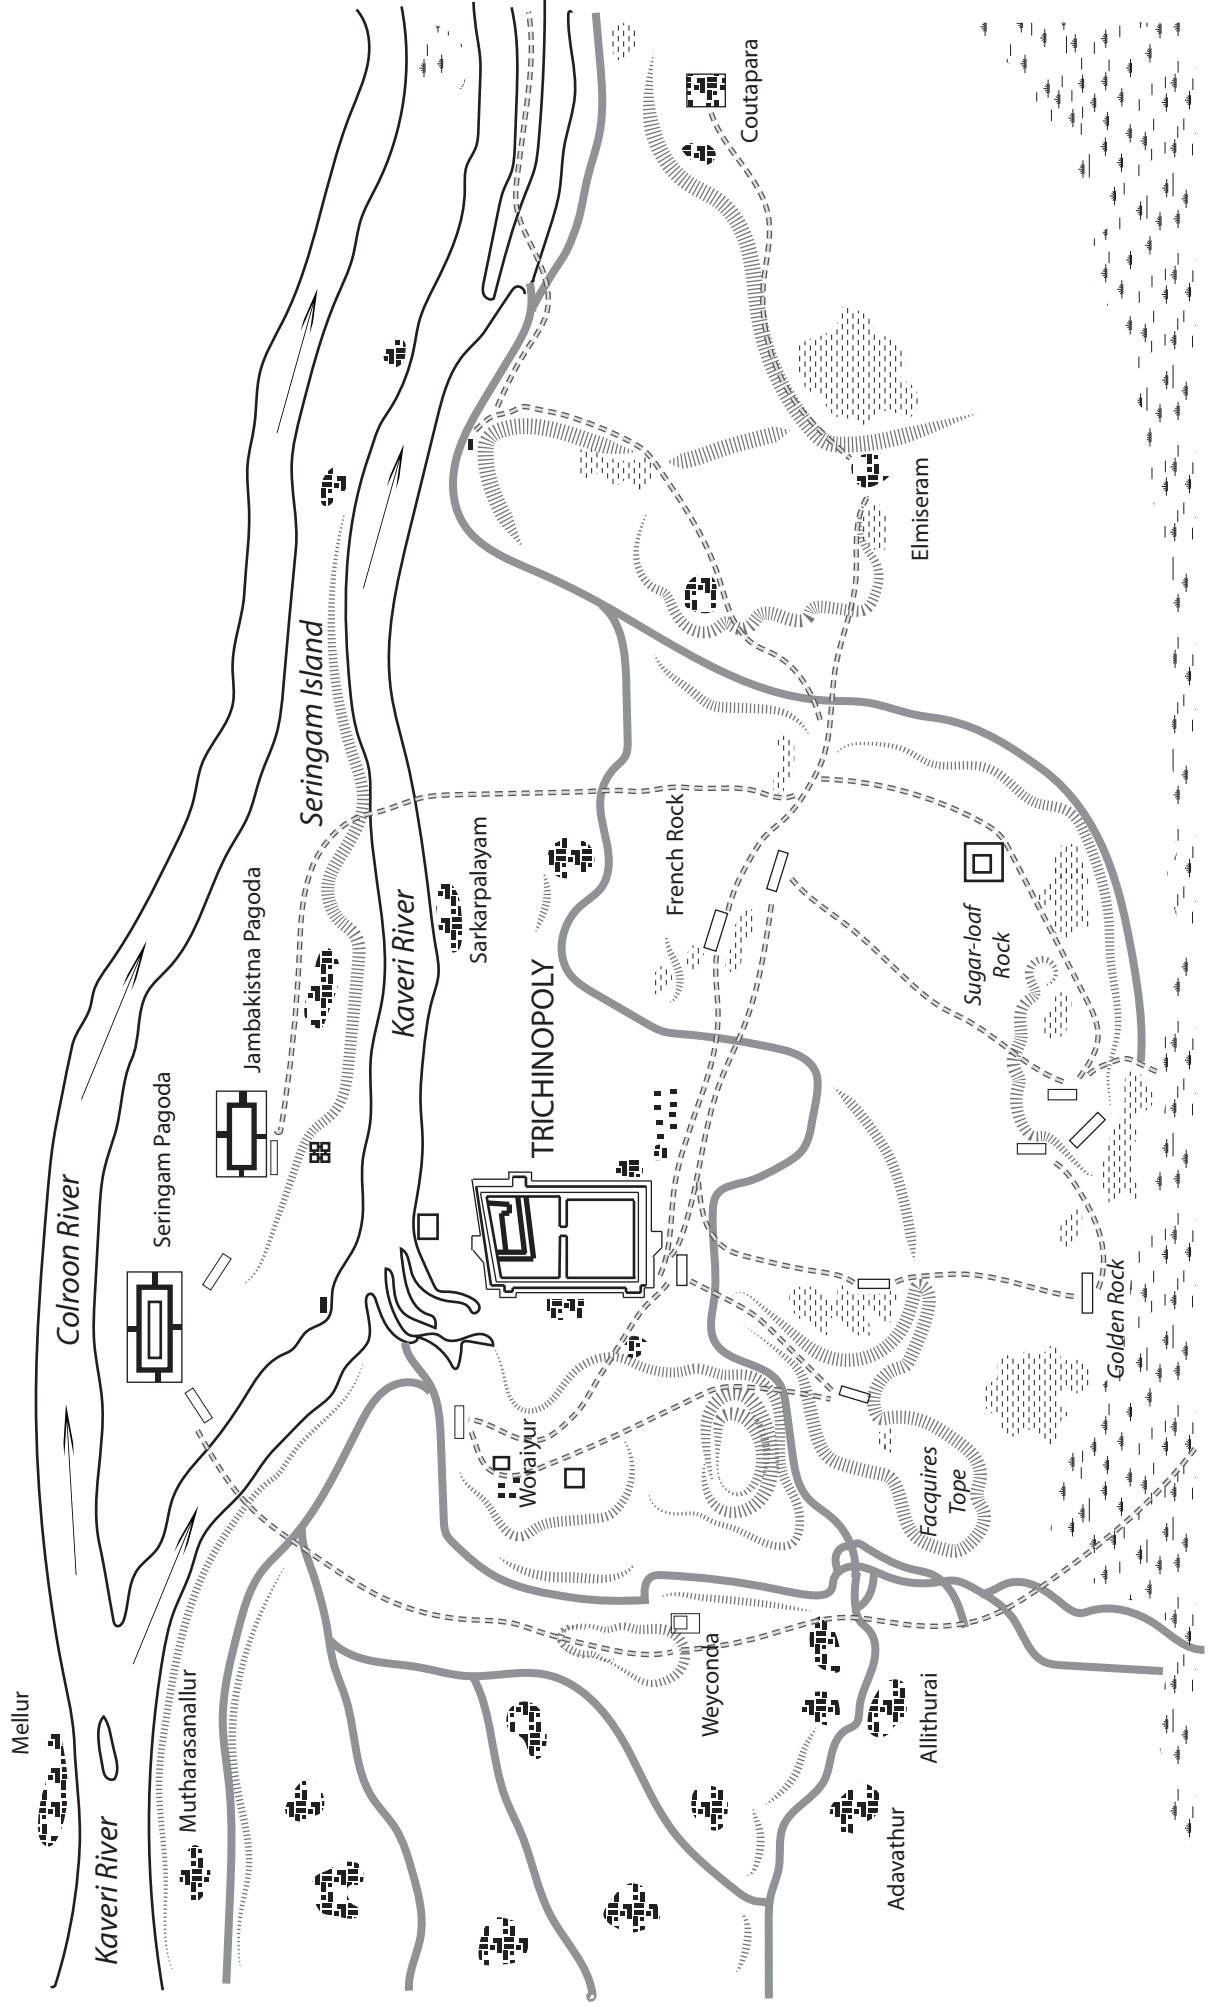 Mellur
Kaveri River
Mutharasanallur
Colroon River
Seringam Pagoda
Jambakistna Pagoda
Seringam Island
Kaveri River
Sarkarpalayam
TRICHINOPOLY
Woraiyur
Weyconda
Adavathur
Allithurai
Facquires
Tope
Golden Rock
French Rock
Sugar-loaf
Rock
Elmiseram
Coutapara